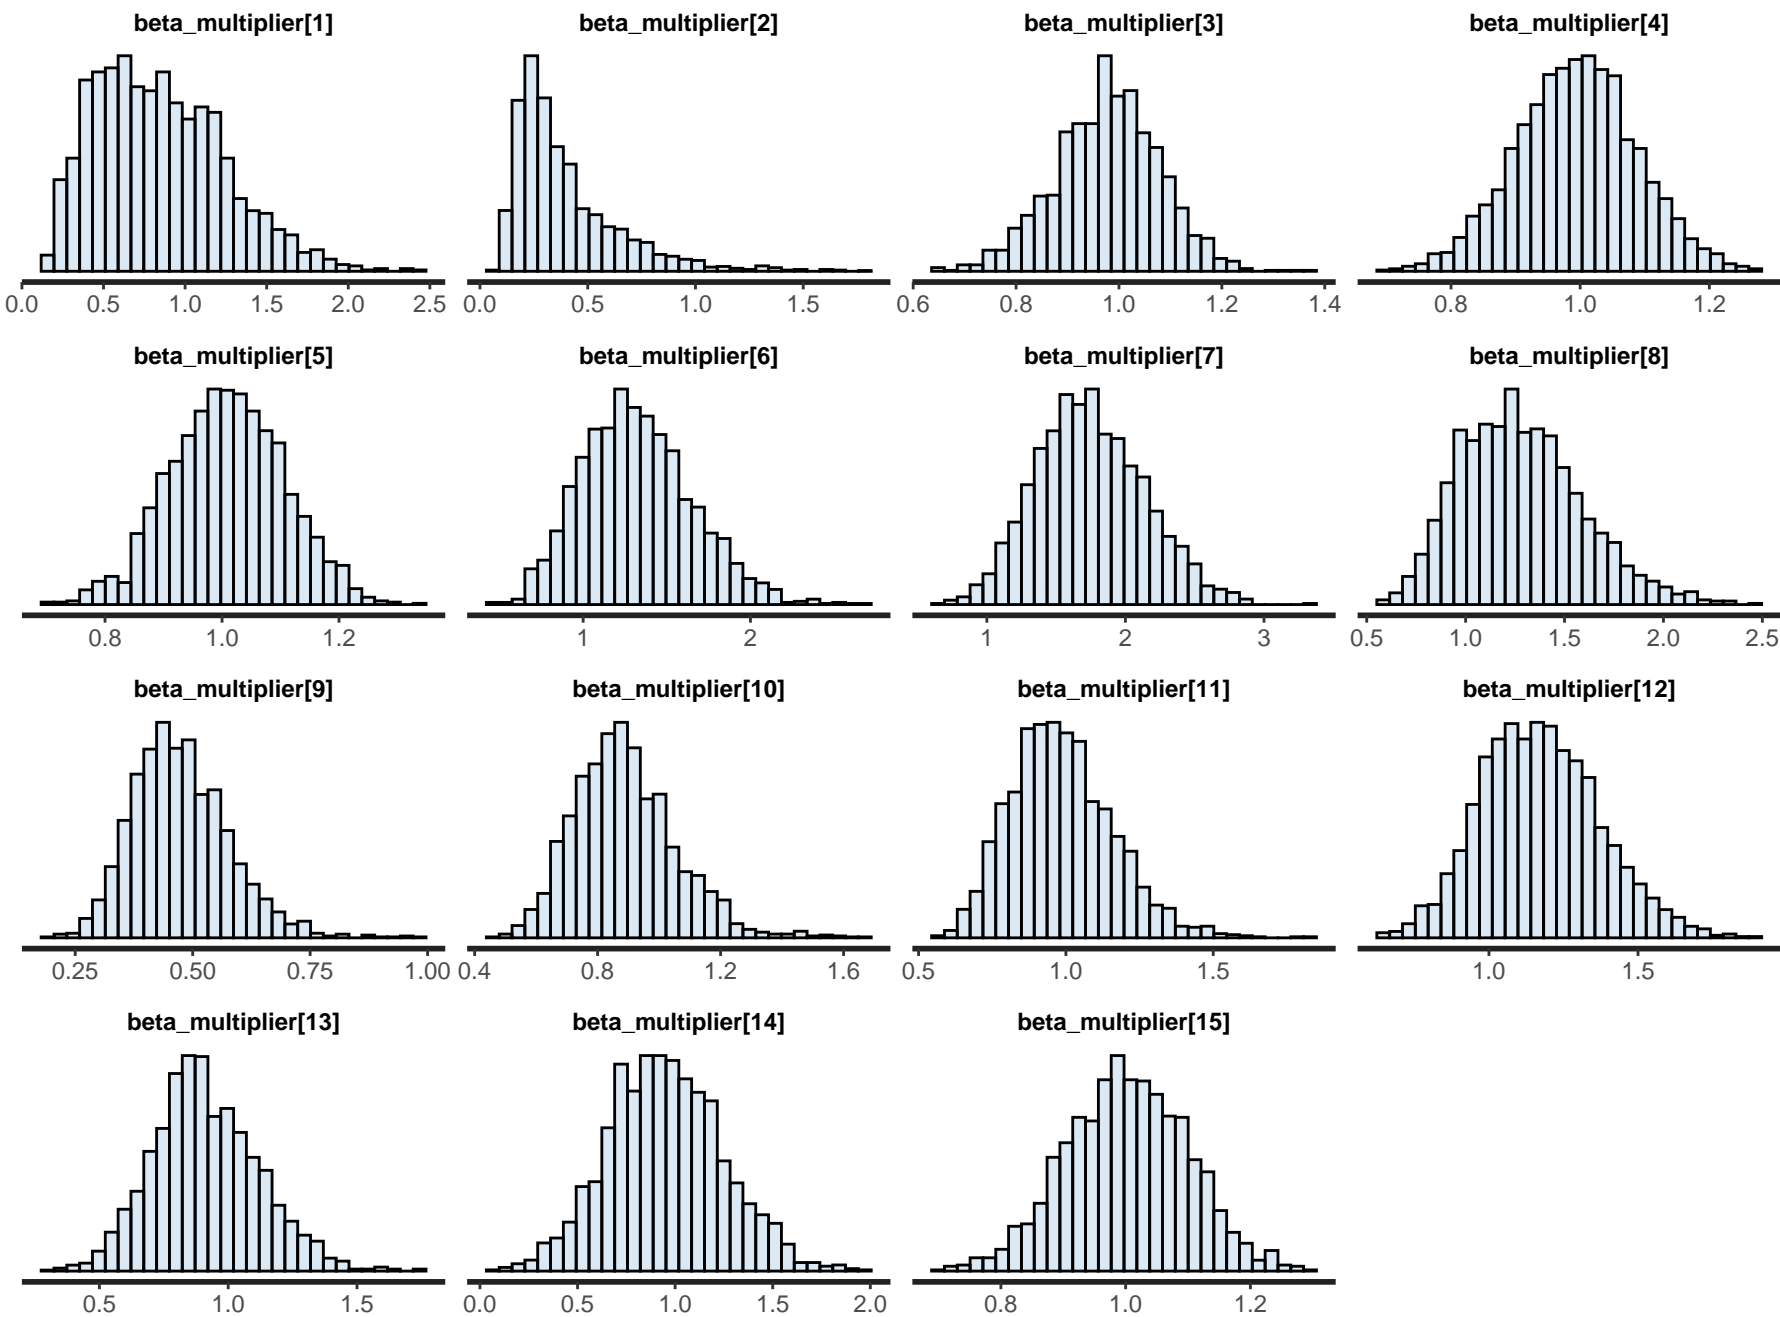 beta_multiplier[1] beta_multiplier[2] beta_multiplier[3] beta_multiplier[4]
0.0 0.5 1.0 1.5 2.0 2.5 0.0 0.5 1.0 1.5 0.6 0.8 1.0 1.2 1.4 0.8 1.0 1.2
beta_multiplier[5] beta_multiplier[6] beta_multiplier[7] beta_multiplier[8]
0.8 1.0 1.2 1 2 1 2 3 0.5 1.0 1.5 2.0 2.5
beta_multiplier[9] beta_multiplier[10] beta_multiplier[11] beta_multiplier[12]
0.25 0.50 0.75 1.00 0.4 0.8 1.2 1.6 0.5 1.0 1.5 1.0 1.5
beta_multiplier[13] beta_multiplier[14] beta_multiplier[15]
0.5 1.0 1.5 0.0 0.5 1.0 1.5 2.0 0.8 1.0 1.2